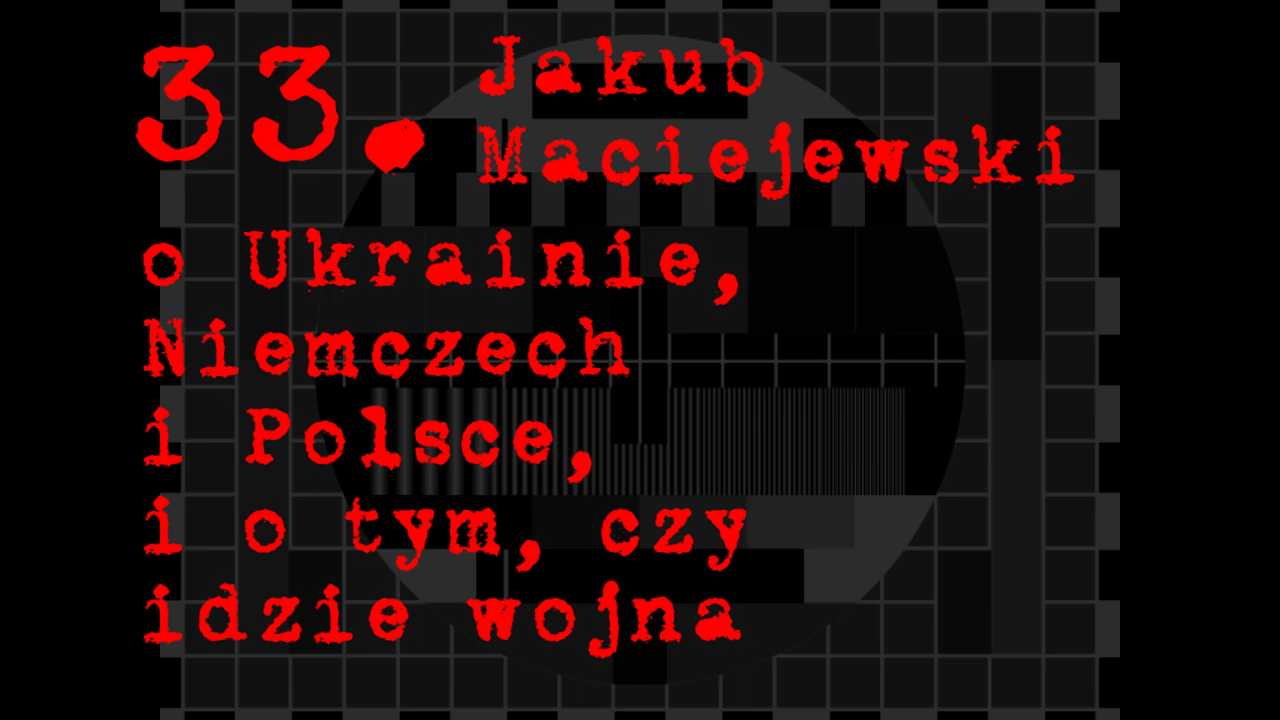 33. Jakub
Maciejewski
o Ukrainie,
Niemczech
i Polsce,
i o tym, czy
idzie wojna